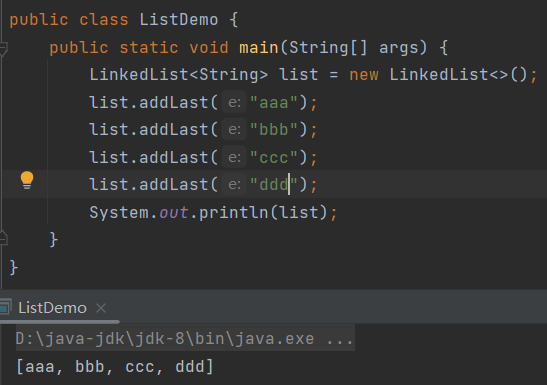 public class ListDemo {
public static void main(String[] args) {
LinkedList<String> list = new LinkedList<>();
list.addLast( e: "aaa");
list.addLast( e: "bbb");
list.addLast( e: "ccc");
list.addLast( e: "ddd");
System.out.println(list);
}
}
ListDemo ×
D:\java-jdk\jdk-8\bin\java.exe ...
[aaa, bbb, ccc, ddd]